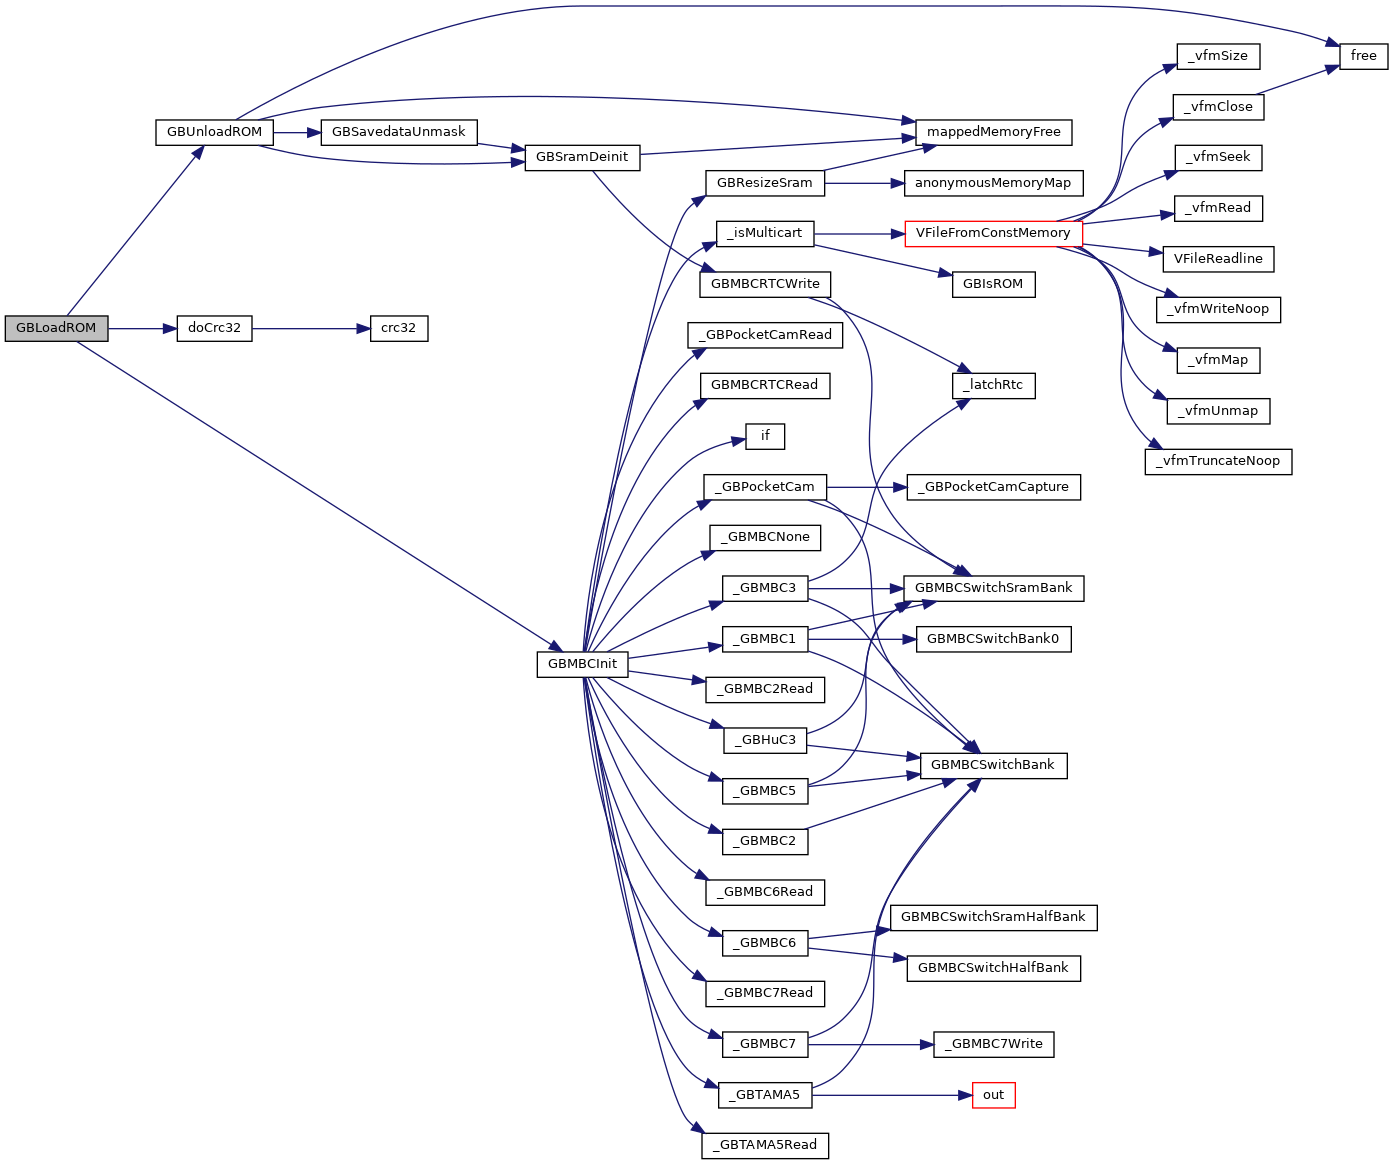 GBLoadROM
GBUnloadROM
doCrc32
crc32
GBSavedataUnmask
GBSramDeinit
GBMBCInit
GBResizeSram
_isMulticart
GBMBCRTCWrite
_GBPocketCamRead
GBMBCRTCRead
if
_GBPocketCam
_GBMBCNone
_GBMBC3
_GBMBC1
_GBMBC2Read
_GBHuC3
_GBMBC5
_GBMBC2
_GBMBC6Read
_GBMBC6
_GBMBC7Read
_GBMBC7
_GBTAMA5
_GBTAMA5Read
mappedMemoryFree
anonymousMemoryMap
VFileFromConstMemory
GBIsROM
_latchRtc
_GBPocketCamCapture
GBMBCSwitchSramBank
GBMBCSwitchBank0
GBMBCSwitchBank
GBMBCSwitchSramHalfBank
GBMBCSwitchHalfBank
_GBMBC7Write
out
_vfmSize
_vfmClose
_vfmSeek
_vfmRead
VFileReadline
_vfmWriteNoop
_vfmMap
_vfmUnmap
_vfmTruncateNoop
free